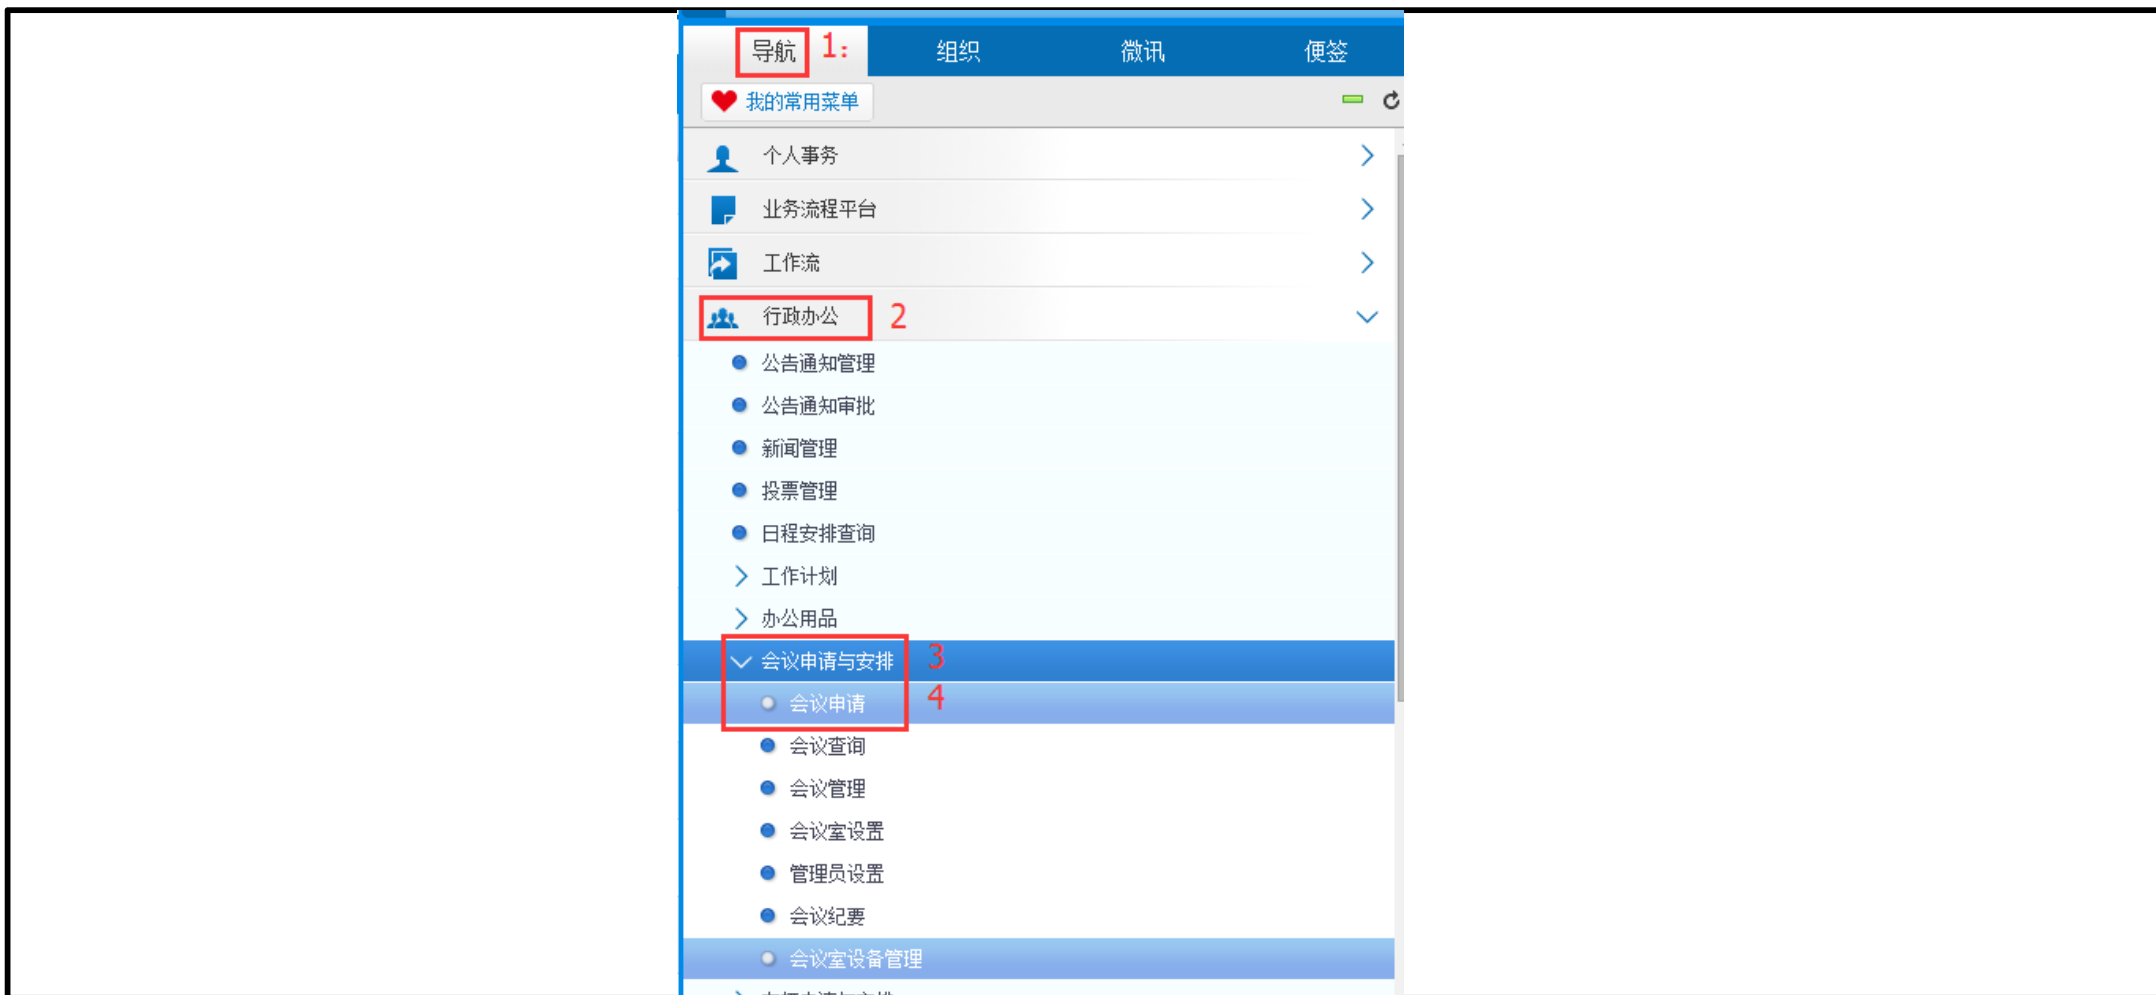 导航 1: 组织 微讯 便签
我的常用菜单
个人事务
业务流程平台
工作流
行政办公 2
公告通知管理
公告通知审批
新闻管理
投票管理
日程安排查询
工作计划
办公用品
会议申请与安排 3
会议申请 4
会议查询
会议管理
会议室设置
管理员设置
会议纪要
会议室设备管理